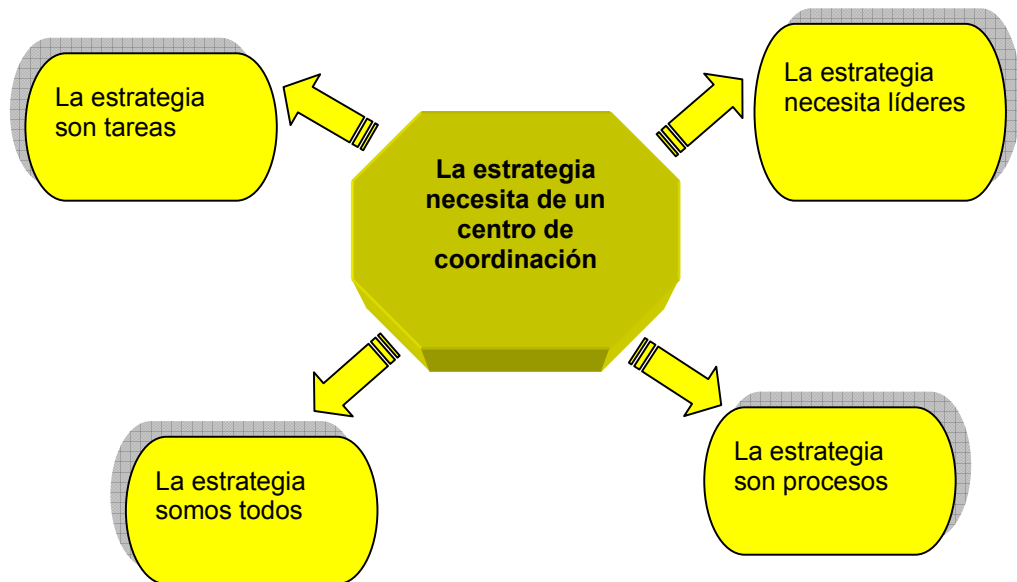 La estrategia
son tareas
La estrategia
necesita líderes
La estrategia
necesita de un
centro de
coordinación
La estrategia
somos todos
La estrategia
son procesos